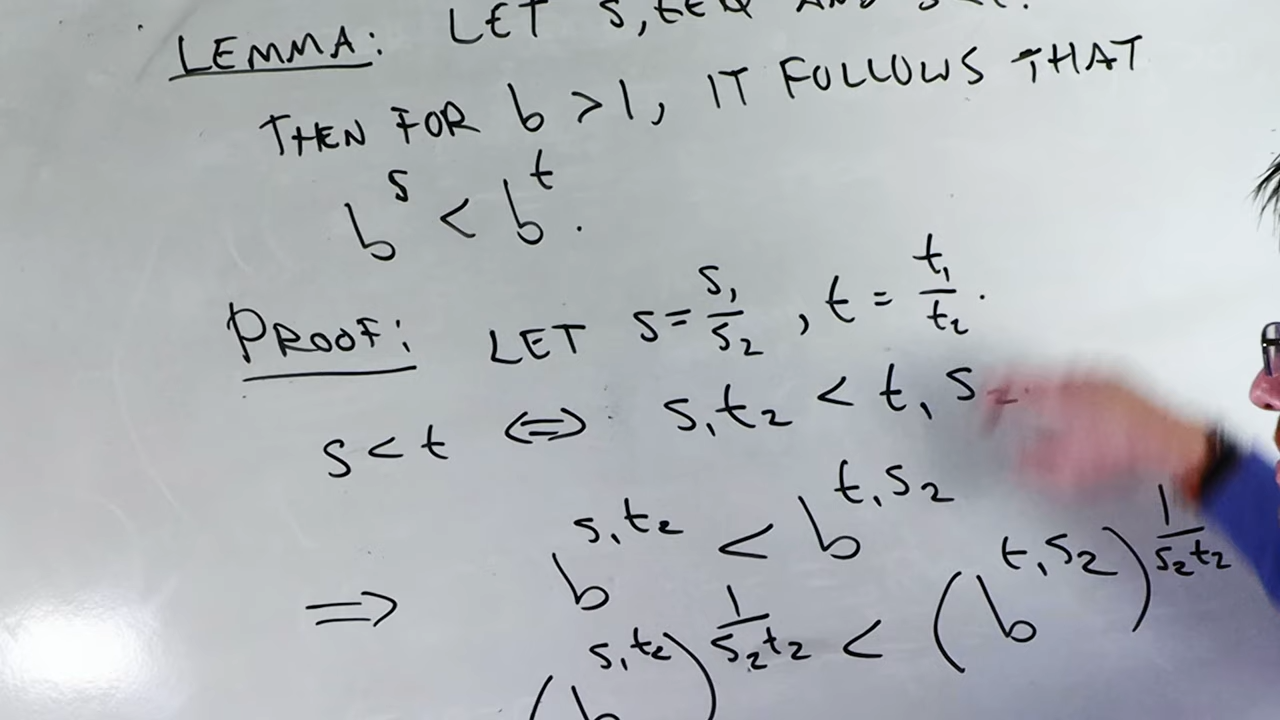 LEMMA: LET s, t ∈ Q AND s < t.
THEN FOR b > 1, IT FOLLOWS THAT
b^s < b^t.
PROOF: LET s = s₁/s₂, t = t₁/t₂.
s < t ⇔ s₁t₂ < t₁s₂
⇒ b^{s₁t₂} < b^{t₁s₂}
(b^{s₁t₂})^{1/(s₂t₂)} < (b^{t₁s₂})^{1/(s₂t₂)}